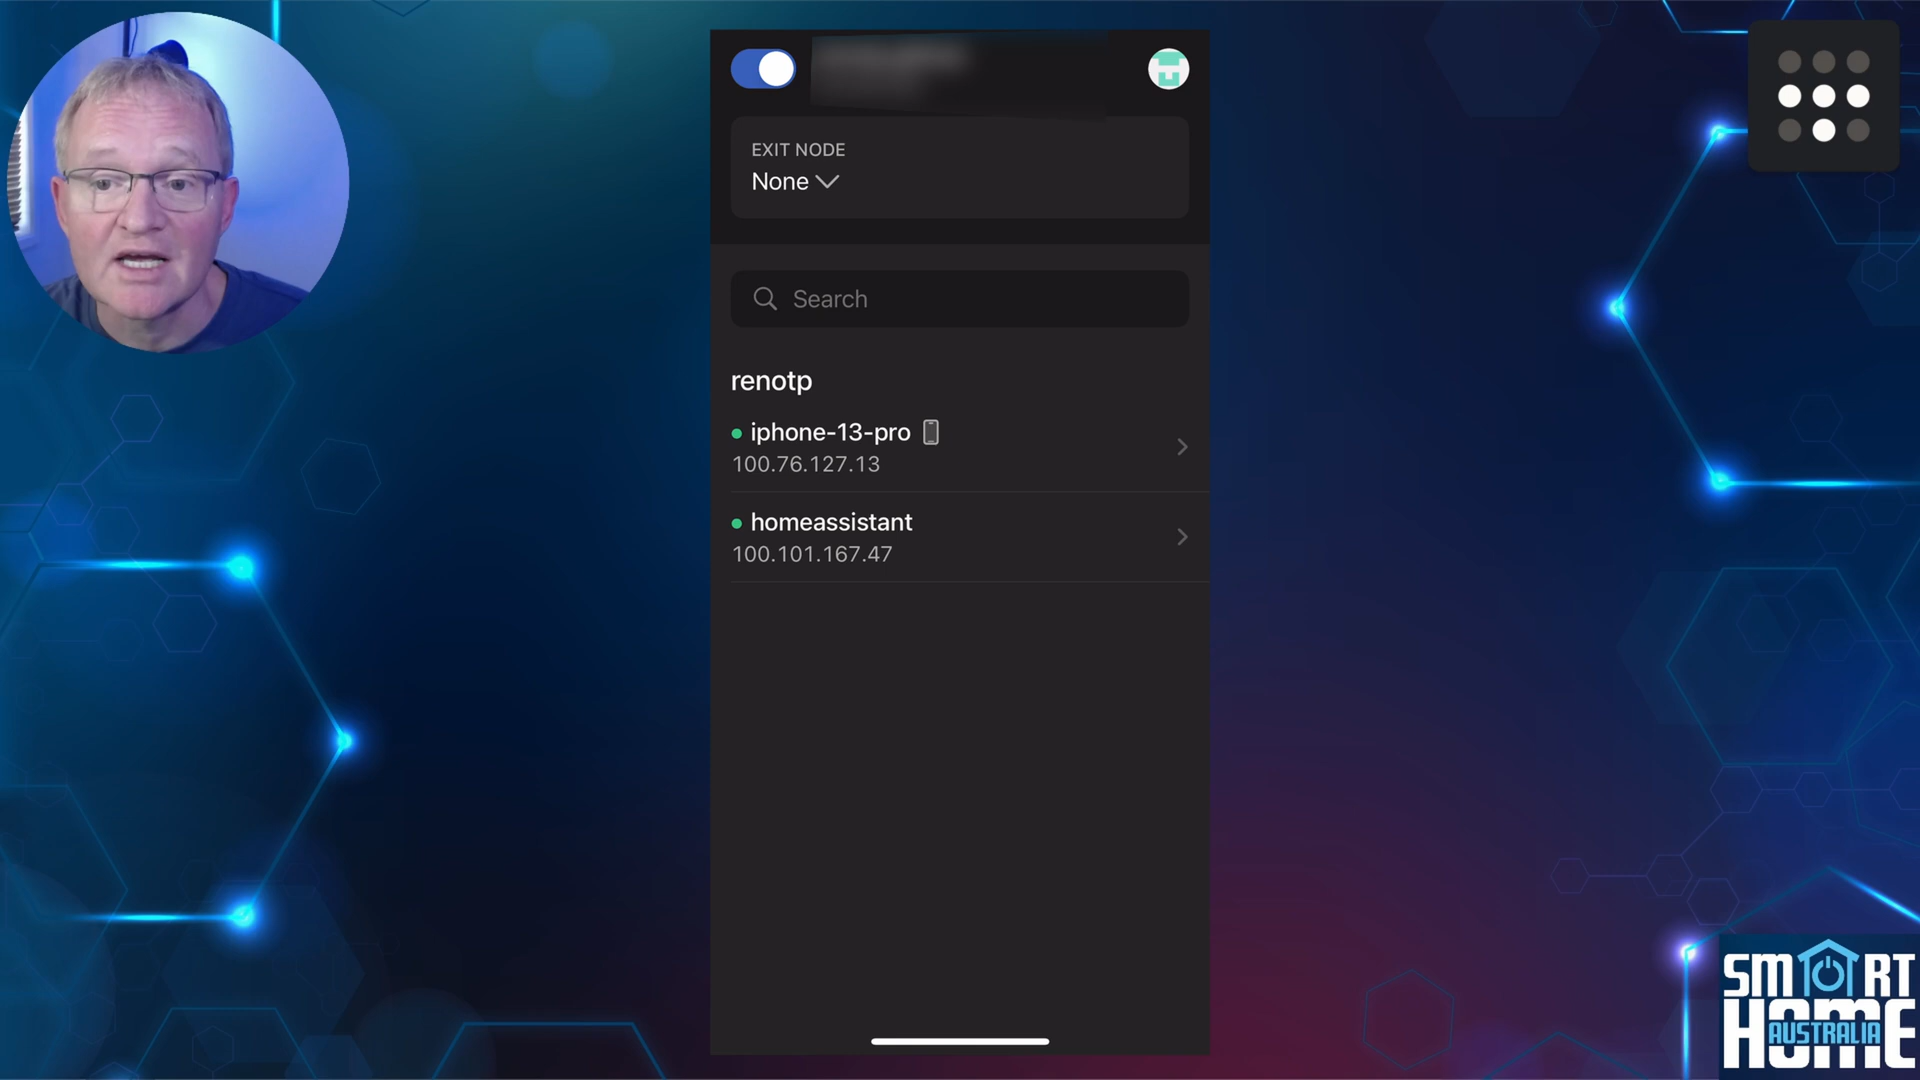 EXIT NODE
None
Search
renotp
iphone-13-pro
100.76.127.13
homeassistant
100.101.167.47
SMART
HOME
AUSTRALIA